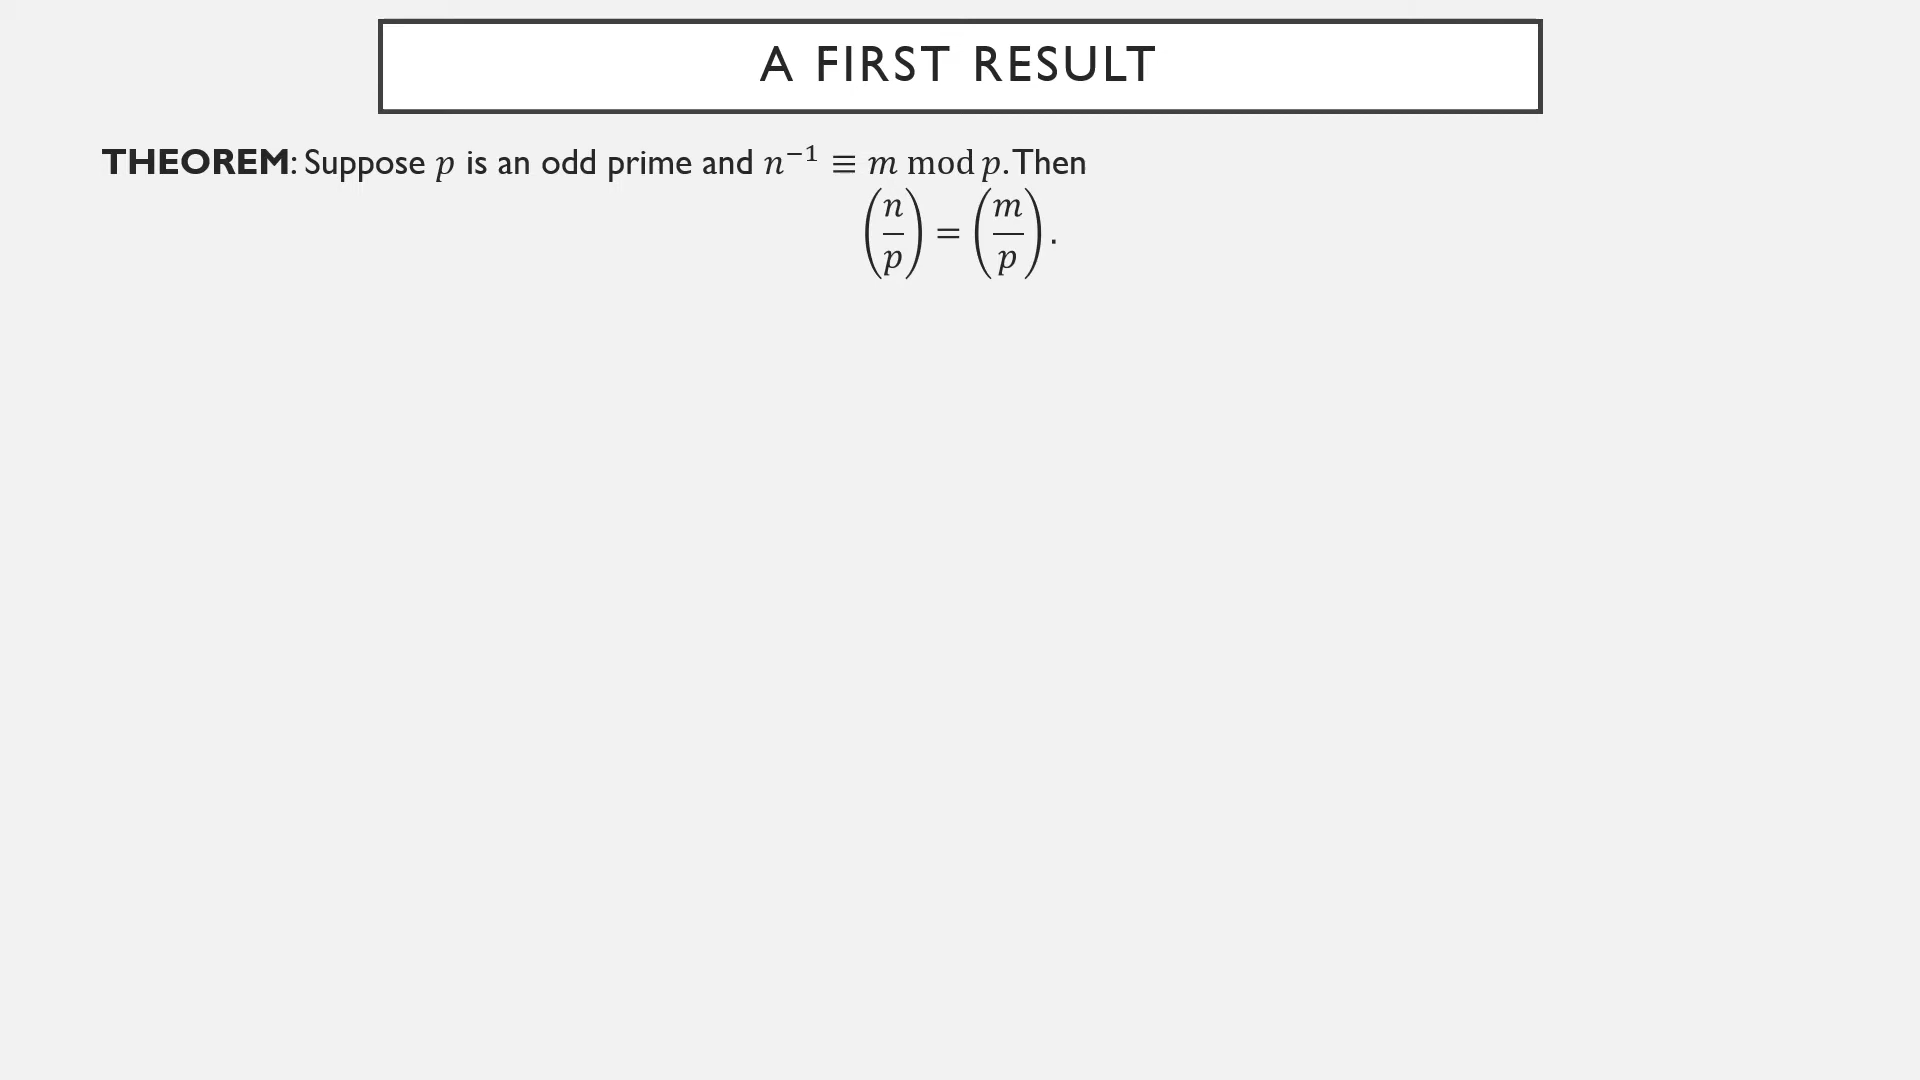 A FIRST RESULT
THEOREM: Suppose p is an odd prime and n⁻¹ ≡ m mod p. Then
(n/p) = (m/p).